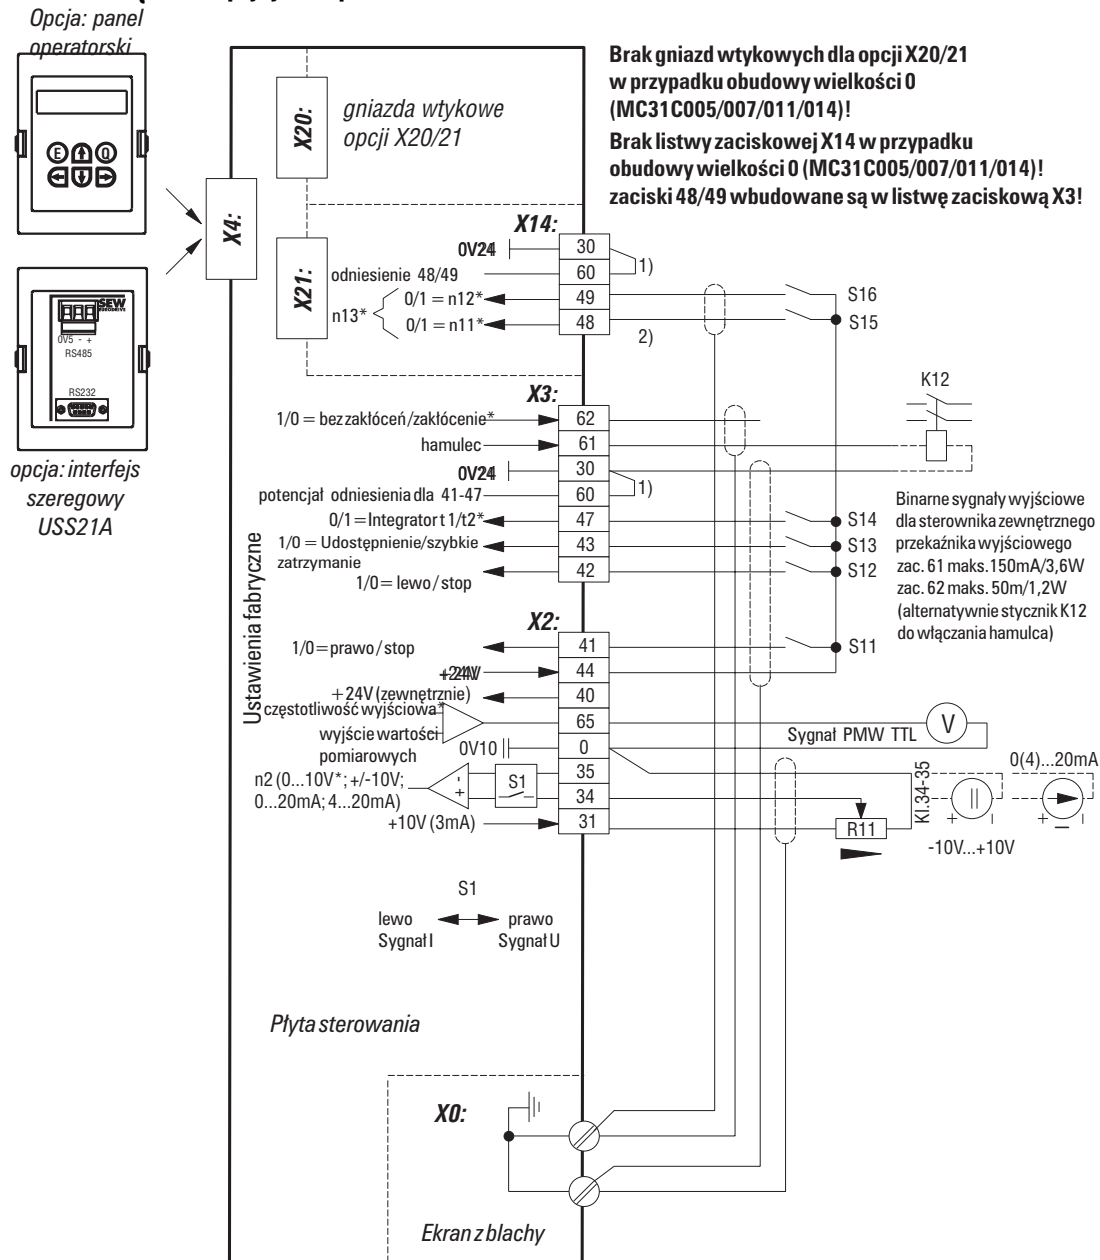 Opcja: panel
operatorski
Brak gniazd wtykowych dla opcji X20/21
w przypadku obudowy wielkości 0
(MC31C005/007/011/014)!
Brak listwy zaciskowej X14 w przypadku
obudowy wielkości 0 (MC31C005/007/011/014)!
zaciski 48/49 wbudowane są w listwę zaciskową X3!
X20:
gniazda wtykowe
opcji X20/21
E
Q
X4:
X14:
X21:
0V24
30
odniesienie 48/49
60
1)
0/1 = n12*
49
S16
n13*
0/1 = n11*
48
2)
S15
SEW
EURODRIVE
0V5 - +
RS485
RS232
opcja: interfejs
szeregowy
USS21A
X3:
K12
1/0 = bez zakłóceń/zakłócenie*
62
hamulec
61
0V24
30
potencjał odniesienia dla 41-47
60
1)
0/1 = Integrator t 1/t2*
47
S14
1/0 = Udostępnienie/szybkie
zatrzymanie
43
S13
1/0 = lewo / stop
42
S12
Binarne sygnały wyjściowe
dla sterownika zewnętrznego
przekaźnika wyjściowego
zac. 61 maks. 150mA/3,6W
zac. 62 maks. 50m/1,2W
(alternatywnie stycznik K12
do włączania hamulca)
Ustawienia fabryczne
X2:
1/0 = prawo / stop
41
S11
+24V
44
+24V (zewnętrznie)
40
częstotliwość wyjściowa*
65
wyjście wartości
pomiarowych
Sygnał PMW TTL
V
0V10
0
n2 (0...10V*; +/-10V;
0...20mA; 4...20mA)
- +
S1
35
34
+10V (3mA)
31
R11
Kl.34-35
+ I
-10V...+10V
0(4)...20mA
+ I
S1
lewo
Sygnał I
prawo
Sygnał U
Płyta sterowania
X0:
Ekran z blachy